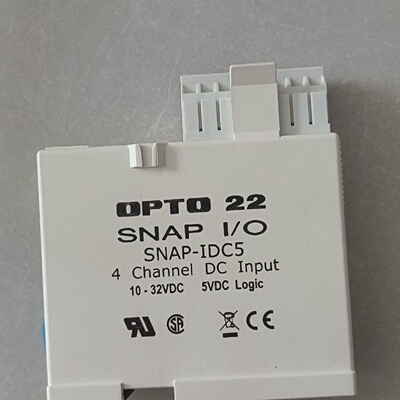 OPTO 22
SNAP I/O
SNAP-IDC5
4 Channel DC Input
10 - 32VDC 5VDC Logic